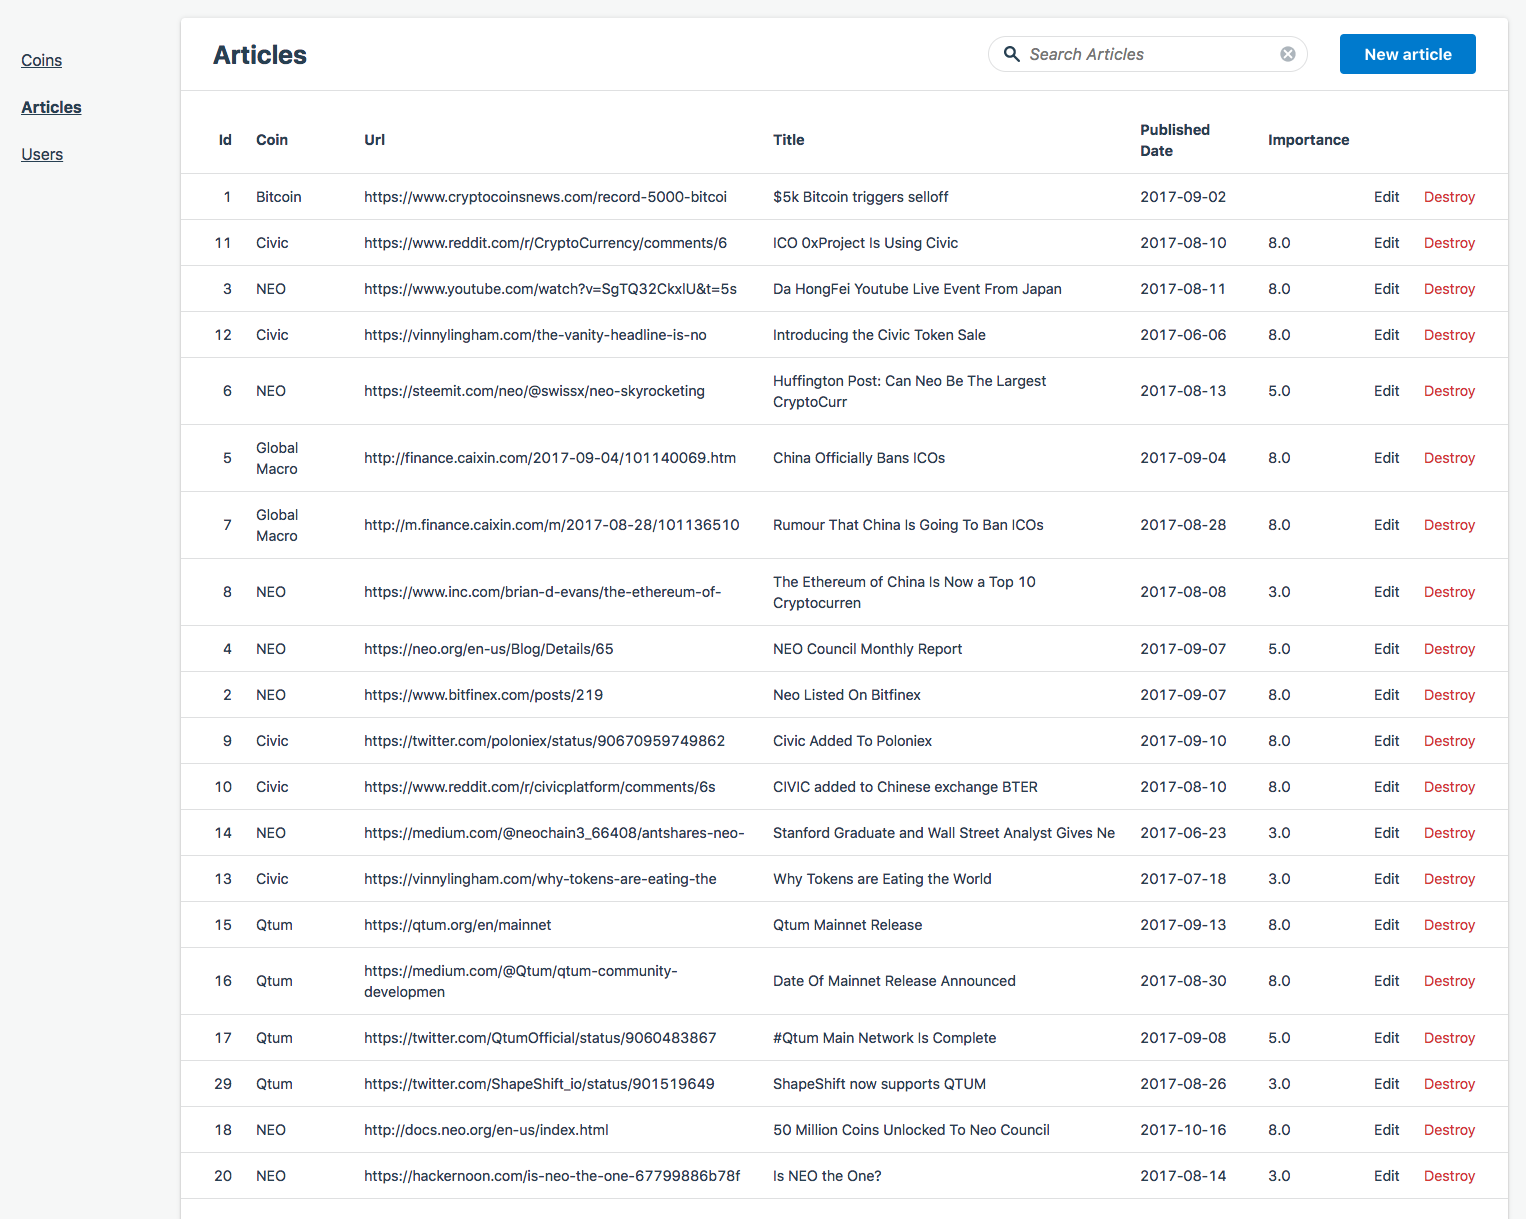 Coins
Articles
Users
Articles
Search Articles
New article
Id Coin Url Title Published Date Importance
1 Bitcoin https://www.cryptocoinsnews.com/record-5000-bitcoi $5k Bitcoin triggers selloff 2017-09-02 Edit Destroy
11 Civic https://www.reddit.com/r/CryptoCurrency/comments/6 ICO 0xProject Is Using Civic 2017-08-10 8.0 Edit Destroy
3 NEO https://www.youtube.com/watch?v=SgTQ32CkxlU&t=5s Da HongFei Youtube Live Event From Japan 2017-08-11 8.0 Edit Destroy
12 Civic https://vinnylingham.com/the-vanity-headline-is-no Introducing the Civic Token Sale 2017-06-06 8.0 Edit Destroy
6 NEO https://steemit.com/neo/@swissx/neo-skyrocketing Huffington Post: Can Neo Be The Largest CryptoCurr 2017-08-13 5.0 Edit Destroy
5 Global Macro http://finance.caixin.com/2017-09-04/101140069.htm China Officially Bans ICOs 2017-09-04 8.0 Edit Destroy
7 Global Macro http://m.finance.caixin.com/m/2017-08-28/101136510 Rumour That China Is Going To Ban ICOs 2017-08-28 8.0 Edit Destroy
8 NEO https://www.inc.com/brian-d-evans/the-ethereum-of- The Ethereum of China Is Now a Top 10 Cryptocurren 2017-08-08 3.0 Edit Destroy
4 NEO https://neo.org/en-us/Blog/Details/65 NEO Council Monthly Report 2017-09-07 5.0 Edit Destroy
2 NEO https://www.bitfinex.com/posts/219 Neo Listed On Bitfinex 2017-09-07 8.0 Edit Destroy
9 Civic https://twitter.com/poloniex/status/90670959749862 Civic Added To Poloniex 2017-09-10 8.0 Edit Destroy
10 Civic https://www.reddit.com/r/civicplatform/comments/6s CIVIC added to Chinese exchange BTER 2017-08-10 8.0 Edit Destroy
14 NEO https://medium.com/@neochain3_66408/antshares-neo- Stanford Graduate and Wall Street Analyst Gives Ne 2017-06-23 3.0 Edit Destroy
13 Civic https://vinnylingham.com/why-tokens-are-eating-the Why Tokens are Eating the World 2017-07-18 3.0 Edit Destroy
15 Qtum https://qtum.org/en/mainnet Qtum Mainnet Release 2017-09-13 8.0 Edit Destroy
16 Qtum https://medium.com/@Qtum/qtum-community-developmen Date Of Mainnet Release Announced 2017-08-30 8.0 Edit Destroy
17 Qtum https://twitter.com/QtumOfficial/status/9060483867 #Qtum Main Network Is Complete 2017-09-08 5.0 Edit Destroy
29 Qtum https://twitter.com/ShapeShift_io/status/901519649 ShapeShift now supports QTUM 2017-08-26 3.0 Edit Destroy
18 NEO http://docs.neo.org/en-us/index.html 50 Million Coins Unlocked To Neo Council 2017-10-16 8.0 Edit Destroy
20 NEO https://hackernoon.com/is-neo-the-one-67799886b78f Is NEO the One? 2017-08-14 3.0 Edit Destroy